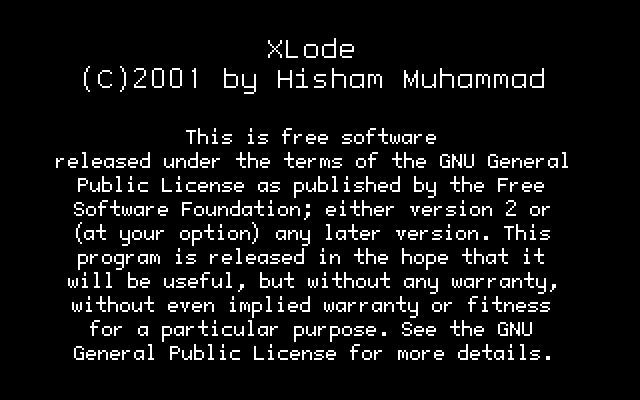 XLode
(C)2001 by Hisham Muhammad
This is free software
released under the terms of the GNU General
Public License as published by the Free
Software Foundation; either version 2 or
(at your option) any later version. This
program is released in the hope that it
will be useful, but without any warranty,
without even implied warranty or fitness
for a particular purpose. See the GNU
General Public License for more details.